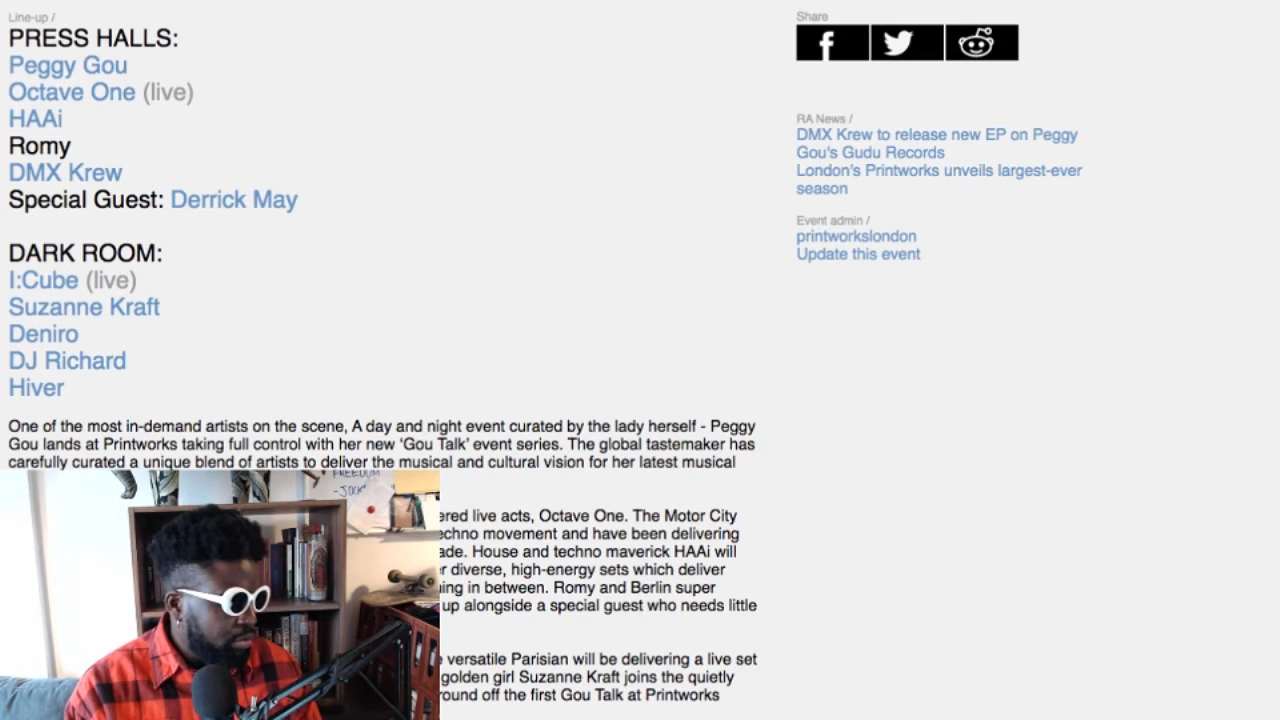 Line-up /
PRESS HALLS:
Peggy Gou
Octave One (live)
HAAi
Romy
DMX Krew
Special Guest: Derrick May
DARK ROOM:
I:Cube (live)
Suzanne Kraft
Deniro
DJ Richard
Hiver
One of the most in-demand artists on the scene, A day and night event curated by the lady herself - Peggy
Gou lands at Printworks taking full control with her new ‘Gou Talk’ event series. The global tastemaker has
carefully curated a unique blend of artists to deliver the musical and cultural vision for her latest musical
ered live acts, Octave One. The Motor City
echno movement and have been delivering
ade. House and techno maverick HAAi will
r diverse, high-energy sets which deliver
ing in between. Romy and Berlin super
up alongside a special guest who needs little
versatile Parisian will be delivering a live set
golden girl Suzanne Kraft joins the quietly
round off the first Gou Talk at Printworks
FREEDOM
Share
RA News /
DMX Krew to release new EP on Peggy
Gou's Gudu Records
London's Printworks unveils largest-ever
season
Event admin /
printworkslondon
Update this event